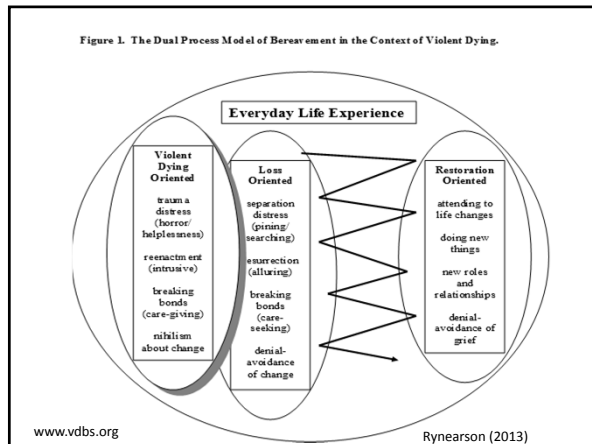 Figure 1. The Dual Process Model of Bereavement in the Context of Violent Dying.
Everyday Life Experience
Violent
Dying
Oriented
trauma
distress
(horror/
helplessness)
reenactment
(intrusive)
breaking
bonds
(care-giving)
nihilism
about change
Loss
Oriented
separation
distress
(pining/
searching)
esurrection
(alluring)
breaking
bonds
(care-
seeking)
denial-
avoidance
of change
Restoration
Oriented
attending to
life changes
doing new
things
new roles
and
relationships
denial-
avoidance of
grief
www.vdbs.org
Rynearson (2013)